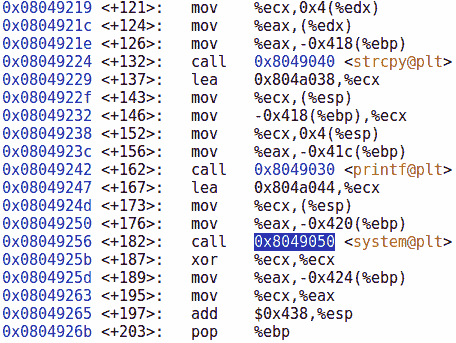 0x08049219 <+121>: mov %ecx,0x4(%edx)
0x0804921c <+124>: mov %eax,(%edx)
0x0804921e <+126>: mov %eax,-0x418(%ebp)
0x08049224 <+132>: call 0x8049040 <strcpy@plt>
0x08049229 <+137>: lea 0x804a038,%ecx
0x0804922f <+143>: mov %ecx,(%esp)
0x08049232 <+146>: mov -0x418(%ebp),%ecx
0x08049238 <+152>: mov %ecx,0x4(%esp)
0x0804923c <+156>: mov %eax,-0x41c(%ebp)
0x08049242 <+162>: call 0x8049030 <printf@plt>
0x08049247 <+167>: lea 0x804a044,%ecx
0x0804924d <+173>: mov %ecx,(%esp)
0x08049250 <+176>: mov %eax,-0x420(%ebp)
0x08049256 <+182>: call 0x8049050 <system@plt>
0x0804925b <+187>: xor %ecx,%ecx
0x0804925d <+189>: mov %eax,-0x424(%ebp)
0x08049263 <+195>: mov %ecx,%eax
0x08049265 <+197>: add $0x438,%esp
0x0804926b <+203>: pop %ebp